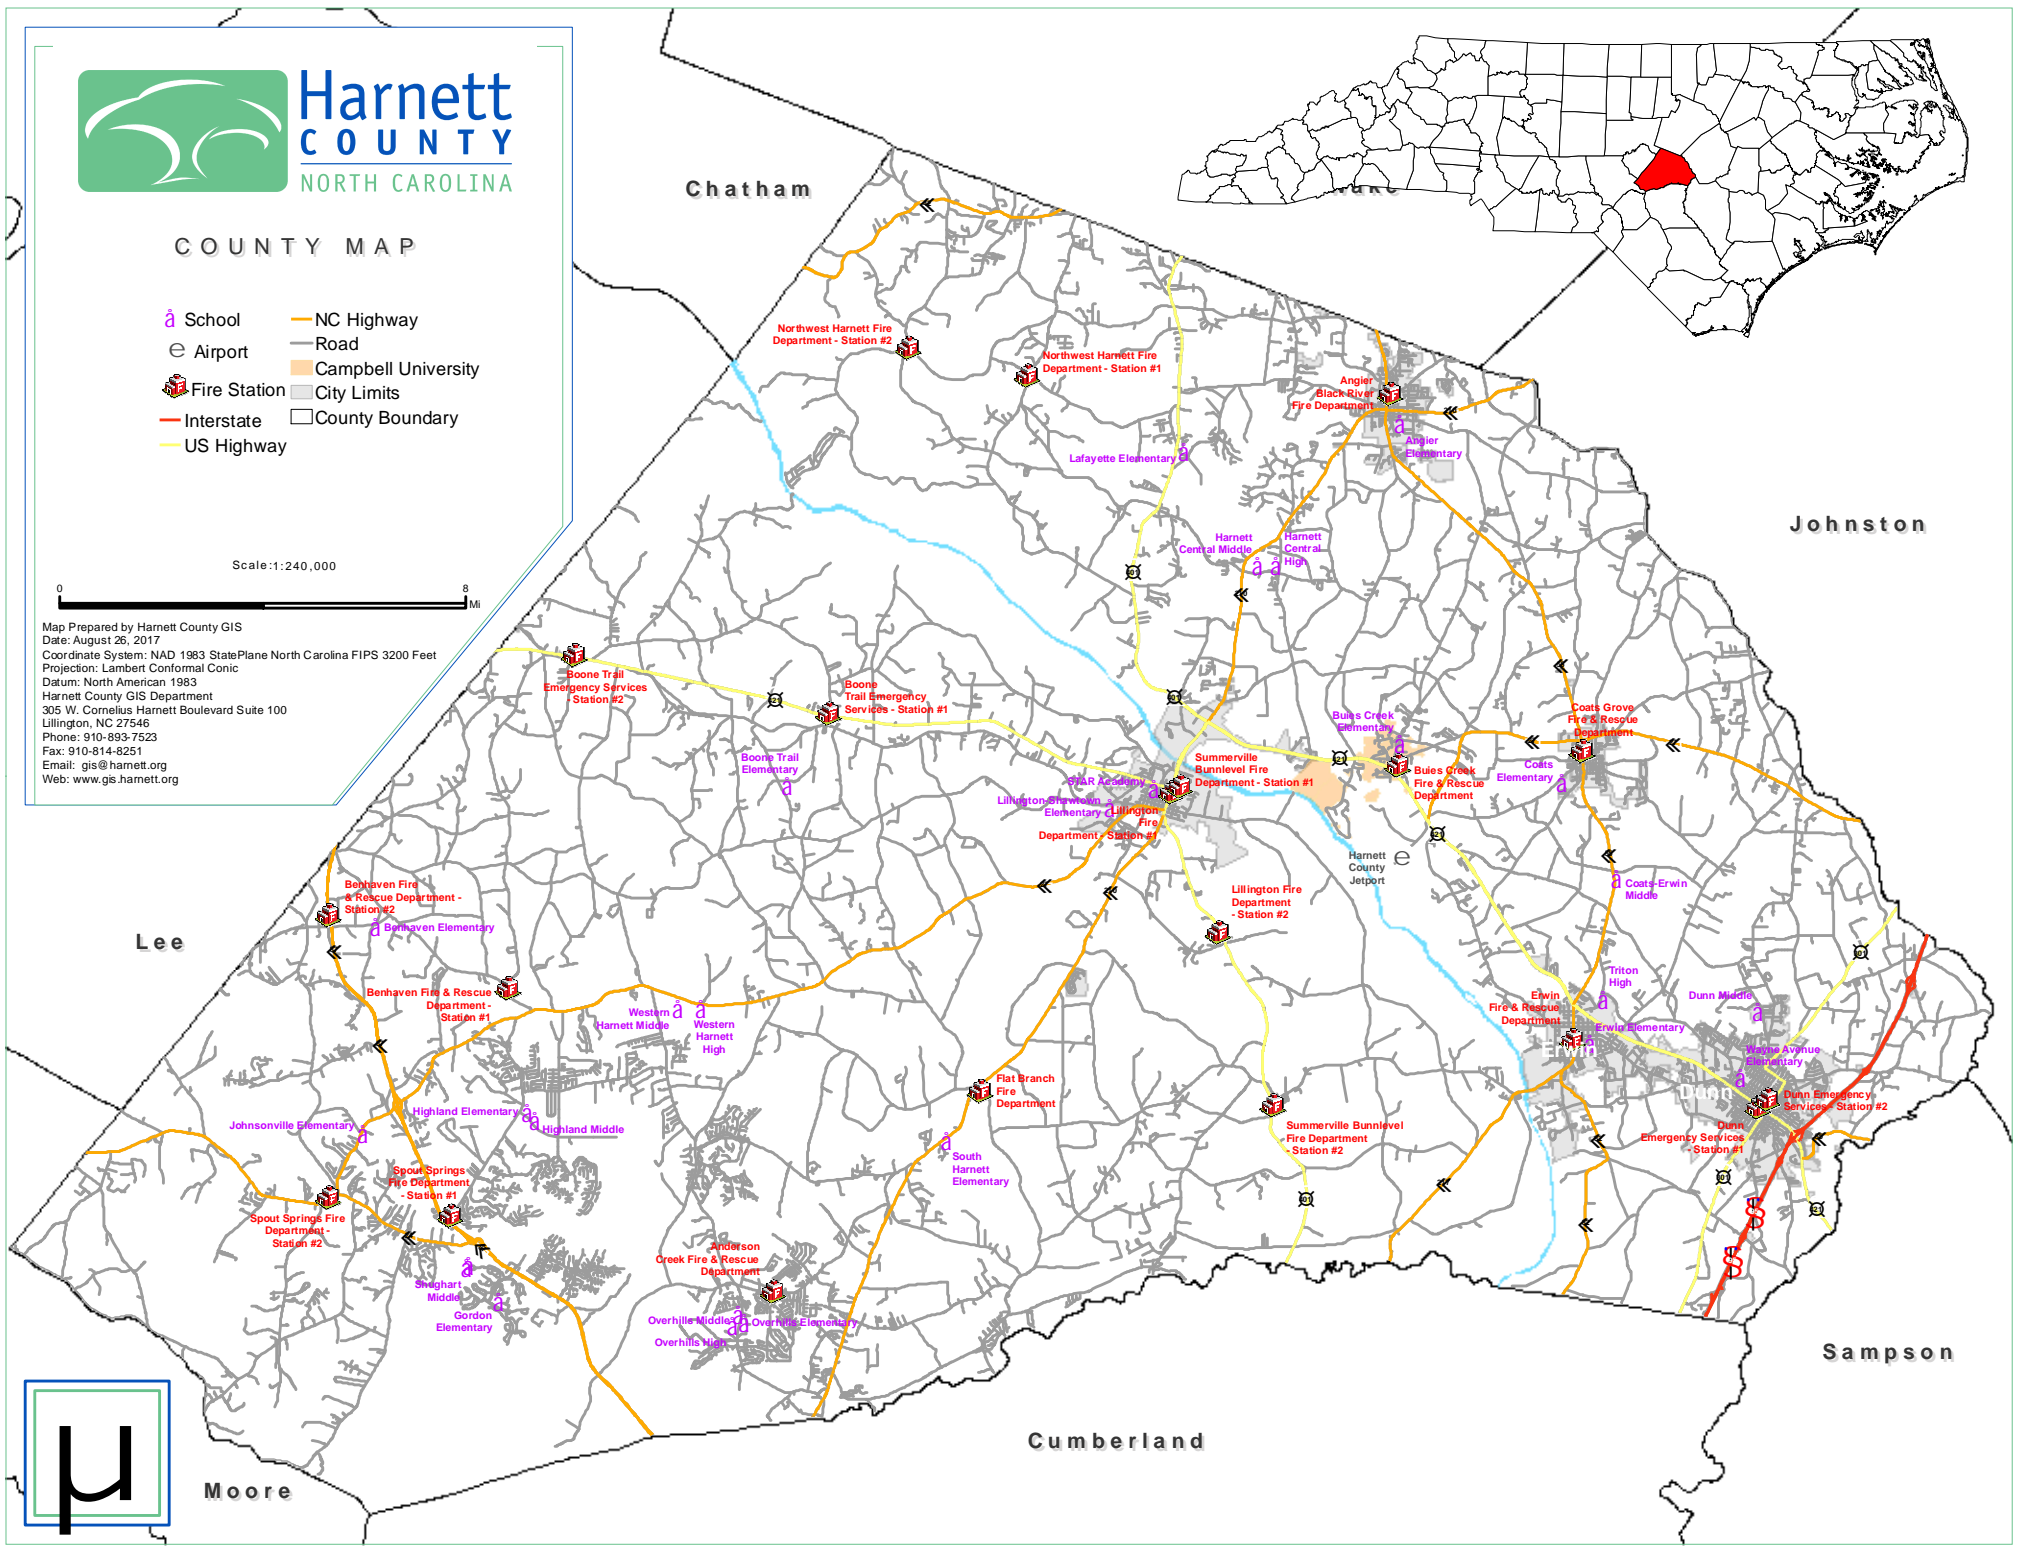 Harnett
COUNTY
NORTH CAROLINA
COUNTY MAP
å School
e Airport
Fire Station
Interstate
US Highway
NC Highway
Road
Campbell University
City Limits
County Boundary
Scale:1:240,000
0
8
Mi
Map Prepared by Harnett County GIS
Date: August 26, 2017
Coordinate System: NAD 1983 StatePlane North Carolina FIPS 3200 Feet
Projection: Lambert Conformal Conic
Datum: North American 1983
Harnett County GIS Department
305 W. Cornelius Harnett Boulevard Suite 100
Lillington, NC 27546
Phone: 910-893-7523
Fax: 910-814-8251
Email: gis@harnett.org
Web: www.gis.harnett.org
Chatham
Johnston
Lee
Moore
Cumberland
Sampson
Northwest Harnett Fire
Department - Station #2
Northwest Harnett Fire
Department - Station #1
Angier
Black River
Fire Department
å
Angier
Elementary
Lafayette Elementary å
Harnett
Central Middle
å
Harnett
Central
High
å
401
Boone Trail
Emergency Services
- Station #2
421
Boone
Trail Emergency
Services - Station #1
401
Boone Trail
Elementary
å
Buies Creek
Elementary
å
421
Buies Creek
Fire & Rescue
Department
Coats Grove
Fire & Rescue
Department
Coats
Elementary å
Summerville
Bunnlevel Fire
Department - Station #1
STAR Academy å
Lillington-Shawtown
Elementary å
Lillington
Fire
Department - Station #1
Harnett
County
Jetport
e
421
Coats-Erwin
Middle
å
Lillington Fire
Department
- Station #2
Benhaven Fire
& Rescue Department -
Station #2
å Benhaven Elementary
Benhaven Fire & Rescue
Department -
Station #1
Western
Harnett Middle
å
Western
Harnett
High
å
Triton
High
å
Erwin
Fire & Rescue
Department
Erwin Elementary
å
Erwin
Dunn Middle
å
Wayne Avenue
Elementary
å
301
Dunn
Dunn Emergency
Services - Station #2
Dunn
Emergency Services
- Station #1
301
421
Flat Branch
Fire
Department
Highland Elementary å
å Highland Middle
Johnsonville Elementary å
Spout Springs
Fire Department
- Station #1
Spout Springs Fire
Department -
Station #2
å
South
Harnett
Elementary
Summerville Bunnlevel
Fire Department
- Station #2
401
Shughart
Middle
å
Gordon
Elementary
å
Anderson
Creek Fire & Rescue
Department
Overhills Middle å
å Overhills Elementary
Overhills High å
µ